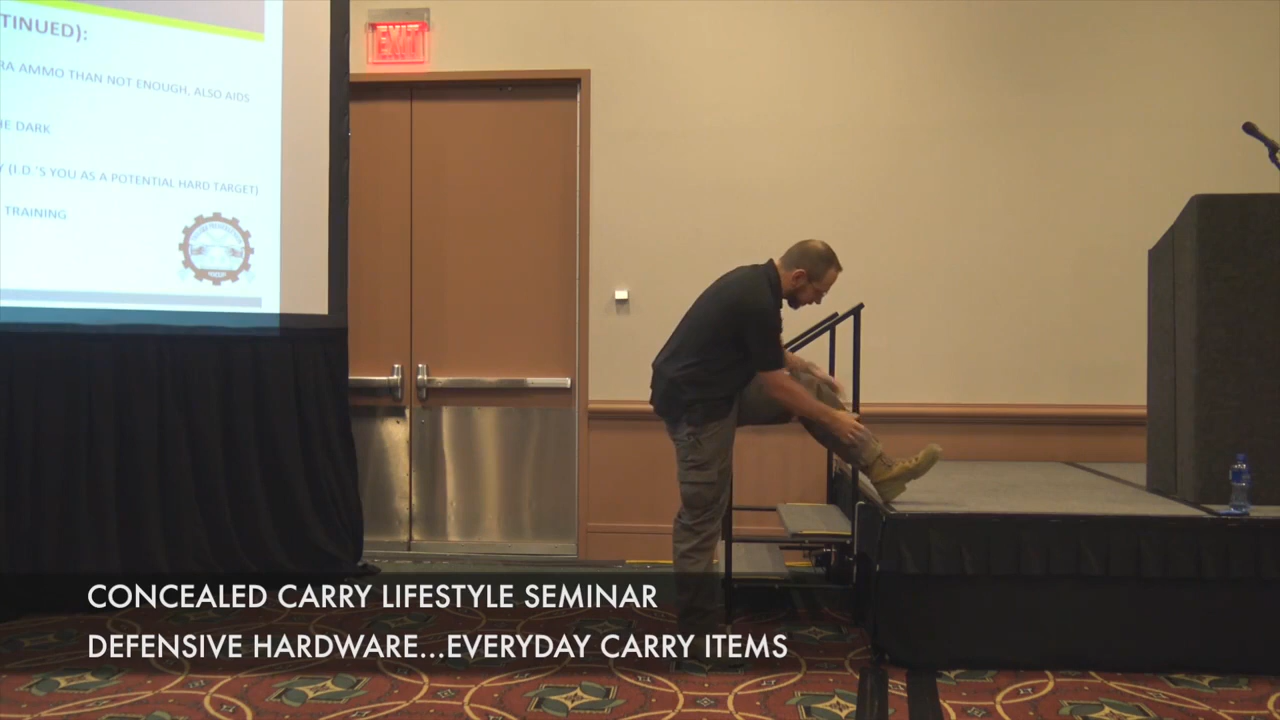 TINUED):
EXIT
RA AMMO THAN NOT ENOUGH, ALSO AIDS
HE DARK
Y (I.D.'S YOU AS A POTENTIAL HARD TARGET)
TRAINING
CONCEALED CARRY LIFESTYLE SEMINAR
DEFENSIVE HARDWARE...EVERYDAY CARRY ITEMS